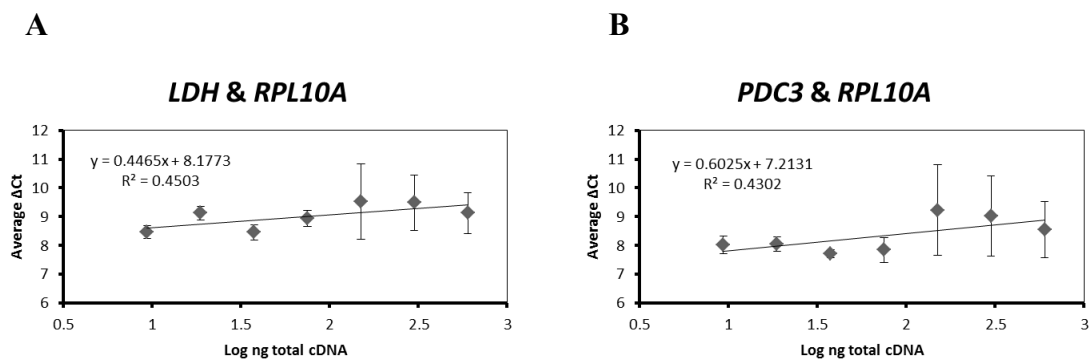 A
LDH & RPL10A
Average ΔCt
12
11
10
9
8
7
6
y = 0.4465x + 8.1773
R² = 0.4503
0.5 1 1.5 2 2.5 3
Log ng total cDNA
B
PDC3 & RPL10A
Average ΔCt
12
11
10
9
8
7
6
y = 0.6025x + 7.2131
R² = 0.4302
0.5 1 1.5 2 2.5 3
Log ng total cDNA